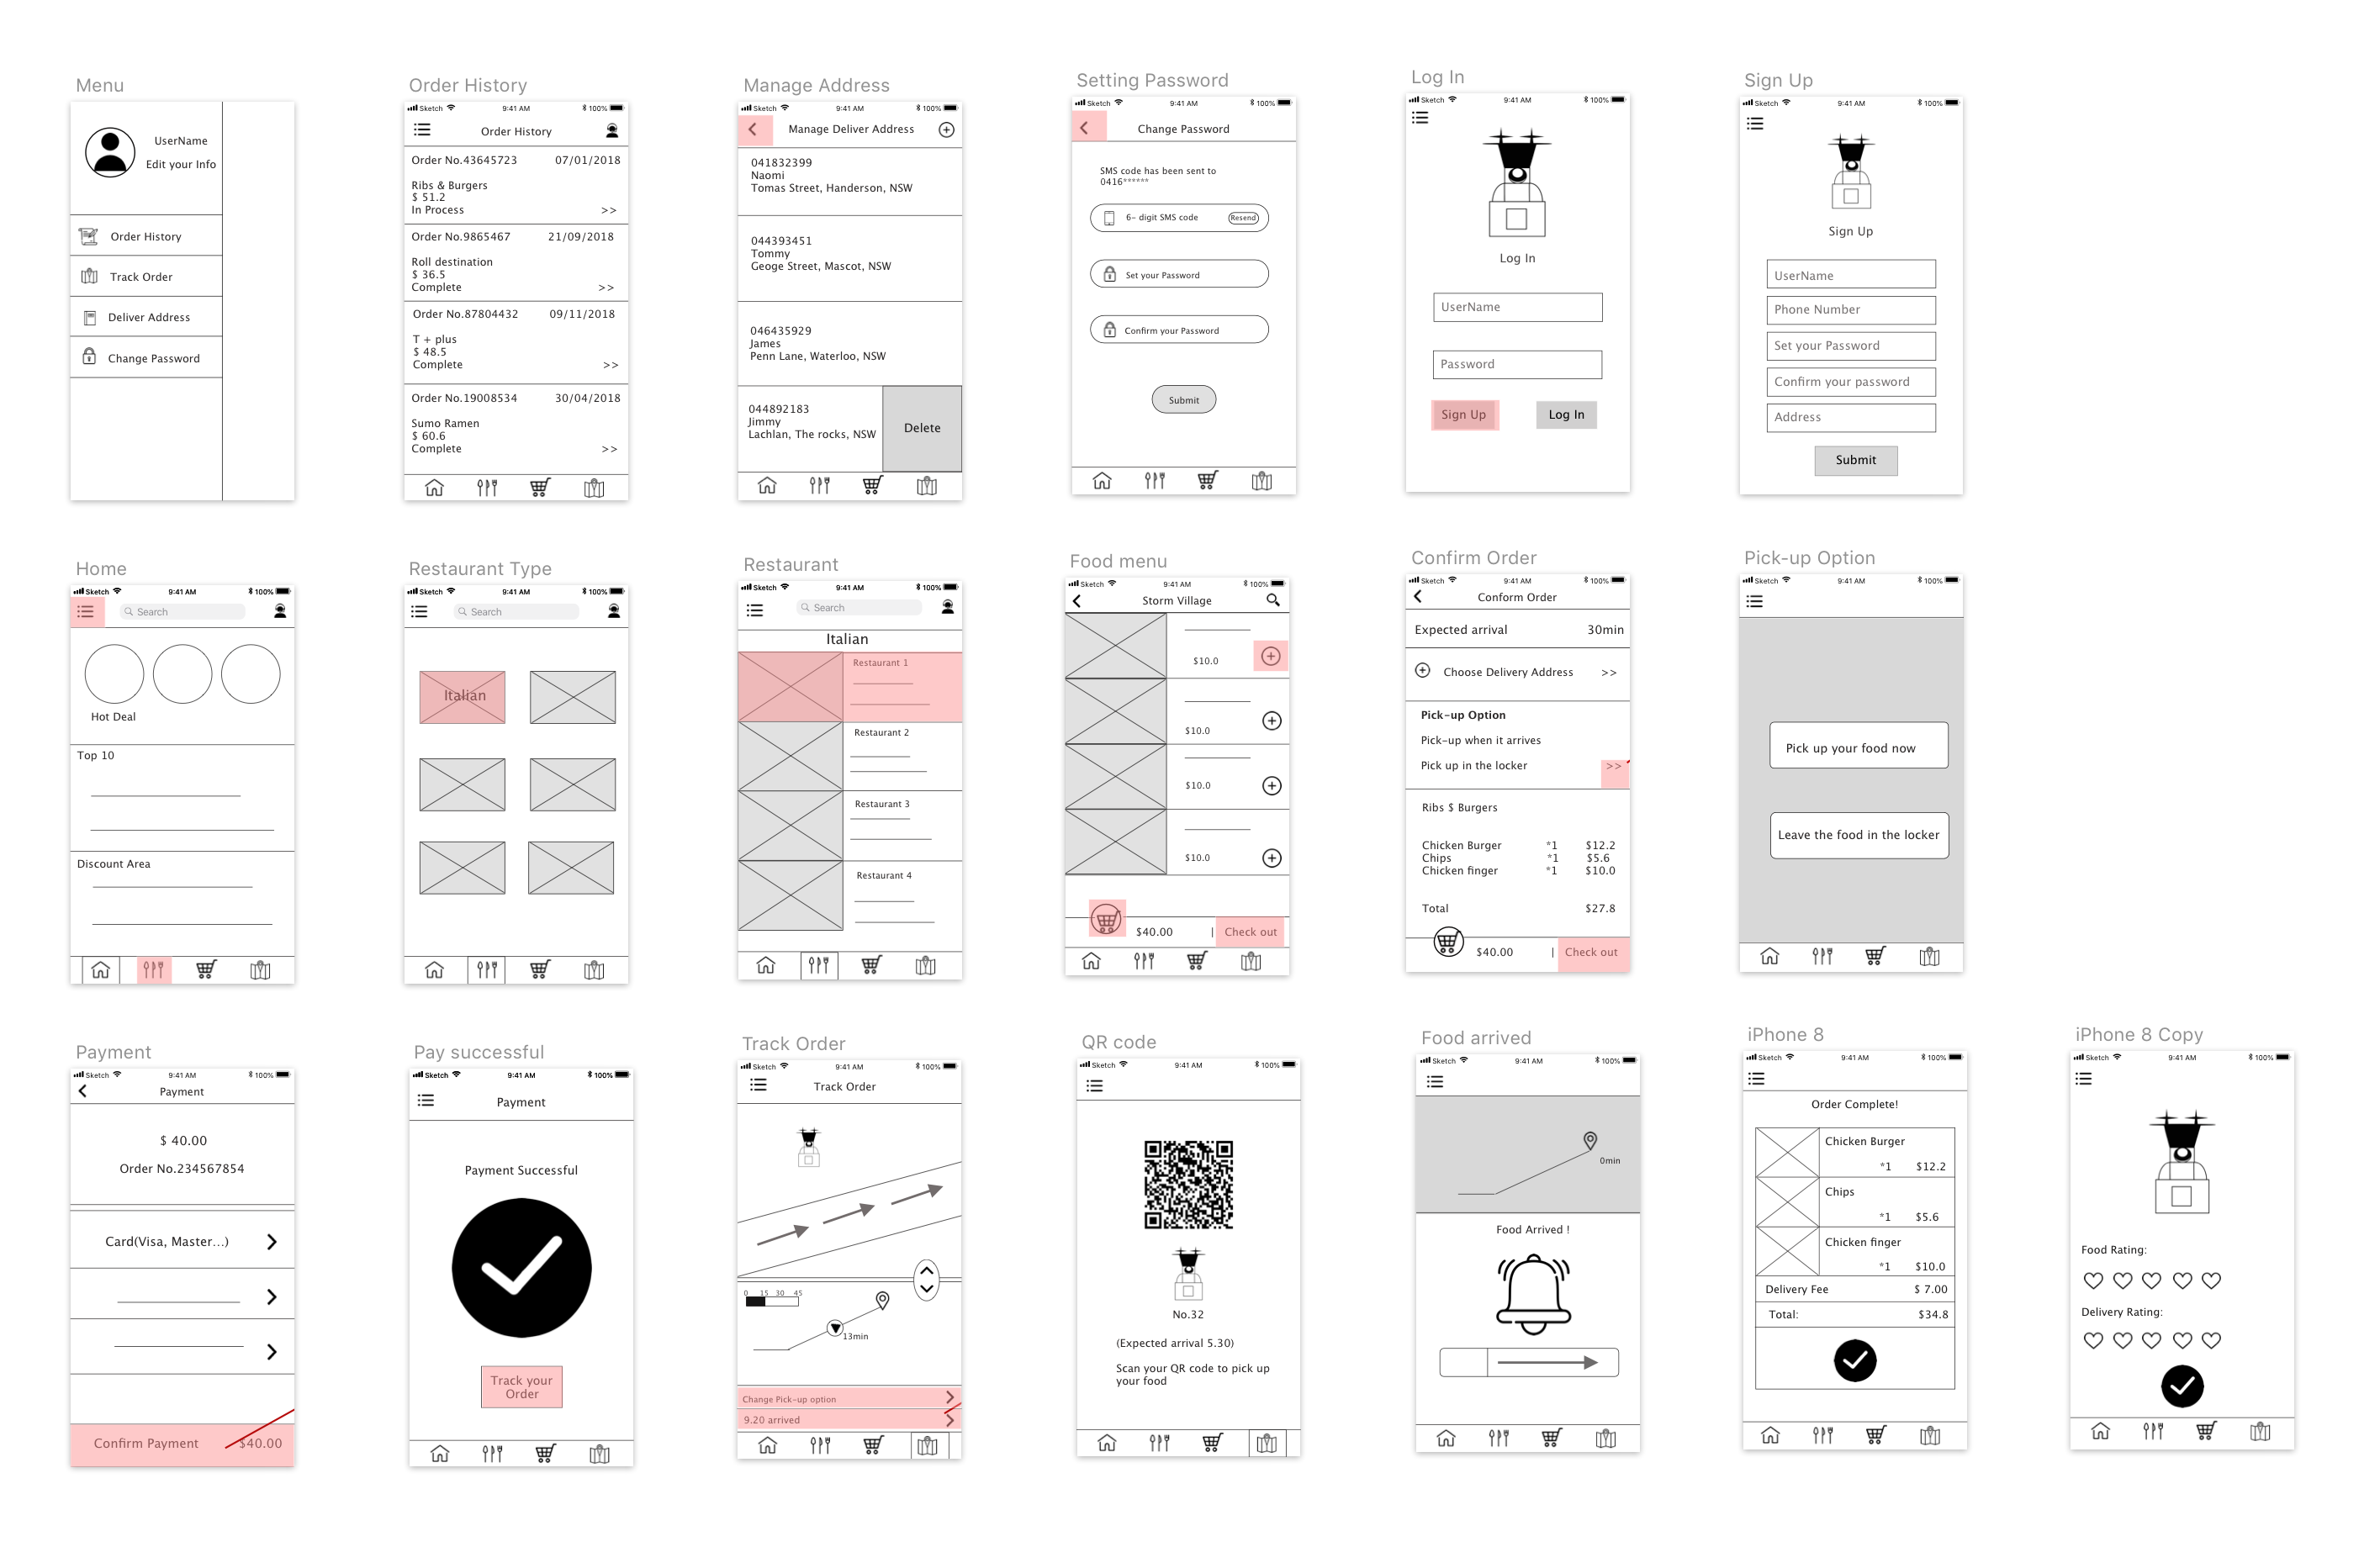 Menu
UserName
Edit your Info
Order History
Track Order
Deliver Address
Change Password
Order History
Sketch 9:41 AM 100%
Order History
Order No.43645723 07/01/2018
Ribs & Burgers
$ 51.2
In Process >>
Order No.9865467 21/09/2018
Roll destination
$ 36.5
Complete >>
Order No.87804432 09/11/2018
T + plus
$ 48.5
Complete >>
Order No.19008534 30/04/2018
Sumo Ramen
$ 60.6
Complete >>
Manage Address
Sketch 9:41 AM 100%
Manage Deliver Address
041832399
Naomi
Tomas Street, Handerson, NSW
044393451
Tommy
Geoge Street, Mascot, NSW
046435929
James
Penn Lane, Waterloo, NSW
044892183
Jimmy
Lachlan, The rocks, NSW
Delete
Setting Password
Sketch 9:41 AM 100%
Change Password
SMS code has been sent to
0416******
6- digit SMS code Resend
Set your Password
Confirm your Password
Submit
Log In
Sketch 9:41 AM 100%
Log In
UserName
Password
Sign Up Log In
Sign Up
Sketch 9:41 AM 100%
Sign Up
UserName
Phone Number
Set your Password
Confirm your password
Address
Submit
Home
Sketch 9:41 AM 100%
Search
Hot Deal
Top 10
Discount Area
Restaurant Type
Sketch 9:41 AM 100%
Search
Italian
Restaurant
Sketch 9:41 AM 100%
Search
Italian
Restaurant 1
Restaurant 2
Restaurant 3
Restaurant 4
Food menu
Sketch 9:41 AM 100%
Storm Village
$10.0
$10.0
$10.0
$10.0
$40.00 | Check out
Confirm Order
Sketch 9:41 AM 100%
Conform Order
Expected arrival 30min
Choose Delivery Address >>
Pick-up Option
Pick-up when it arrives
Pick up in the locker >>
Ribs $ Burgers
Chicken Burger *1 $12.2
Chips *1 $5.6
Chicken finger *1 $10.0
Total $27.8
$40.00 | Check out
Pick-up Option
Sketch 9:41 AM 100%
Pick up your food now
Leave the food in the locker
Payment
Sketch 9:41 AM 100%
Payment
$ 40.00
Order No.234567854
Card(Visa, Master...)
Confirm Payment $40.00
Pay successful
Sketch 9:41 AM 100%
Payment
Payment Successful
Track your
Order
Track Order
Sketch 9:41 AM 100%
Track Order
0 15 30 45
13min
Change Pick-up option
9.20 arrived
QR code
Sketch 9:41 AM 100%
No.32
(Expected arrival 5.30)
Scan your QR code to pick up
your food
Food arrived
Sketch 9:41 AM 100%
0min
Food Arrived !
iPhone 8
Sketch 9:41 AM 100%
Order Complete!
Chicken Burger
*1 $12.2
Chips
*1 $5.6
Chicken finger
*1 $10.0
Delivery Fee $ 7.00
Total: $34.8
iPhone 8 Copy
Sketch 9:41 AM 100%
Food Rating:
Delivery Rating: